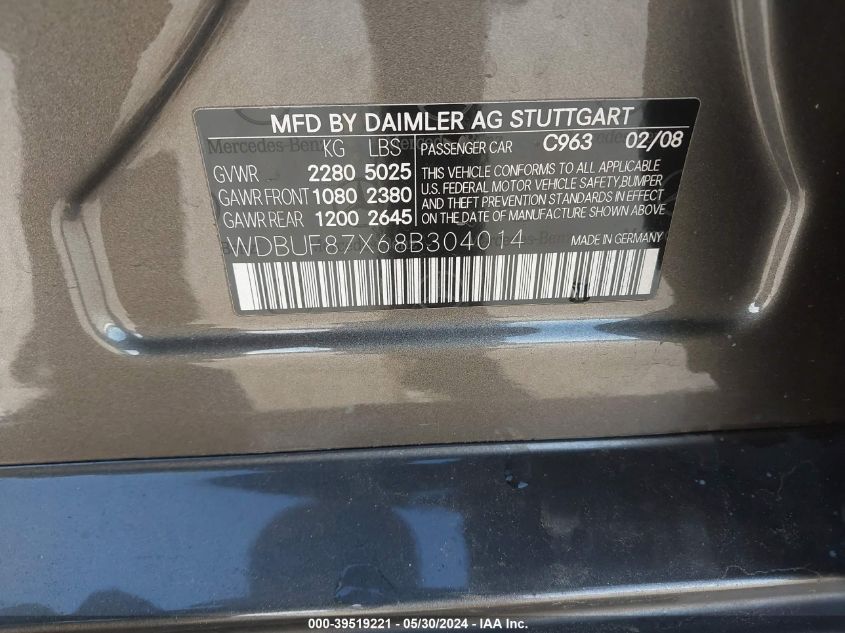 MFD BY DAIMLER AG STUTTGART
Mercedes-Benz
KG LBS PASSENGER CAR C963 02/08
GVWR 2280 5025
GAWR FRONT 1080 2380
GAWR REAR 1200 2645
THIS VEHICLE CONFORMS TO ALL APPLICABLE
U.S. FEDERAL MOTOR VEHICLE SAFETY,BUMPER
AND THEFT PREVENTION STANDARDS IN EFFECT
ON THE DATE OF MANUFACTURE SHOWN ABOVE
WDBUF87X68B304014 MADE IN GERMANY
000-39519221 - 05/30/2024 - IAA Inc.